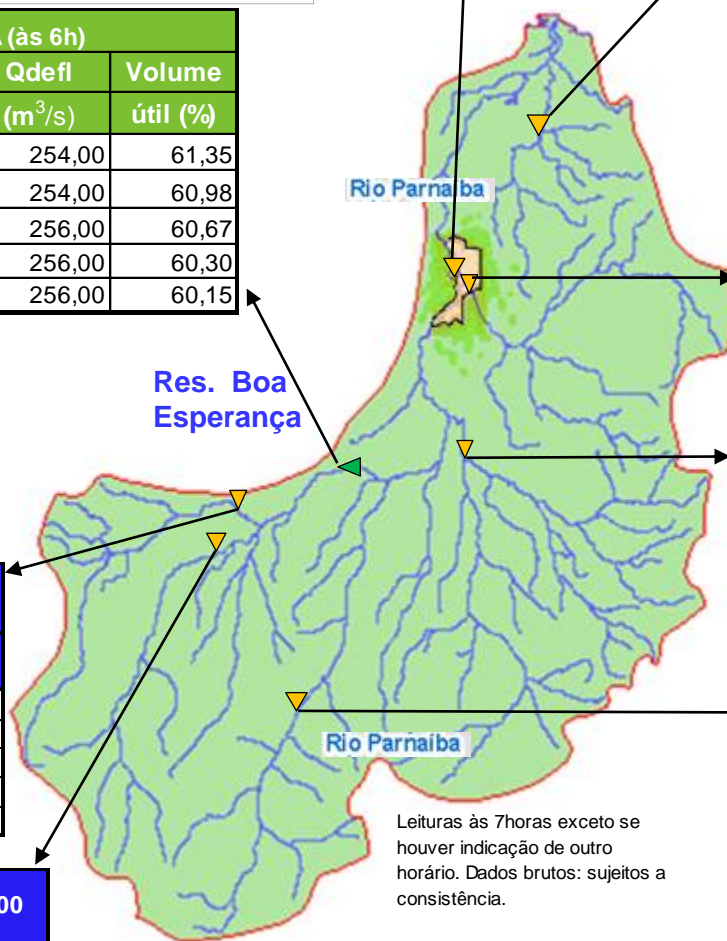 (às 6h)
Qdefl Volume
(m³/s) útil (%)
254,00 61,35
254,00 60,98
256,00 60,67
256,00 60,30
256,00 60,15
Rio Parnaíba
Res. Boa
Esperança
Rio Parnaíba
Leituras às 7horas exceto se
houver indicação de outro
horário. Dados brutos: sujeitos a
consistência.
00